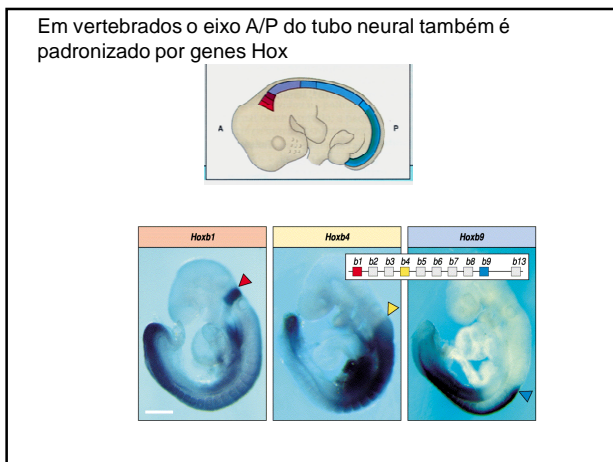 Em vertebrados o eixo A/P do tubo neural também é
padronizado por genes Hox
A P
Hoxb1 Hoxb4 Hoxb9
b1 b2 b3 b4 b5 b6 b7 b8 b9 b13